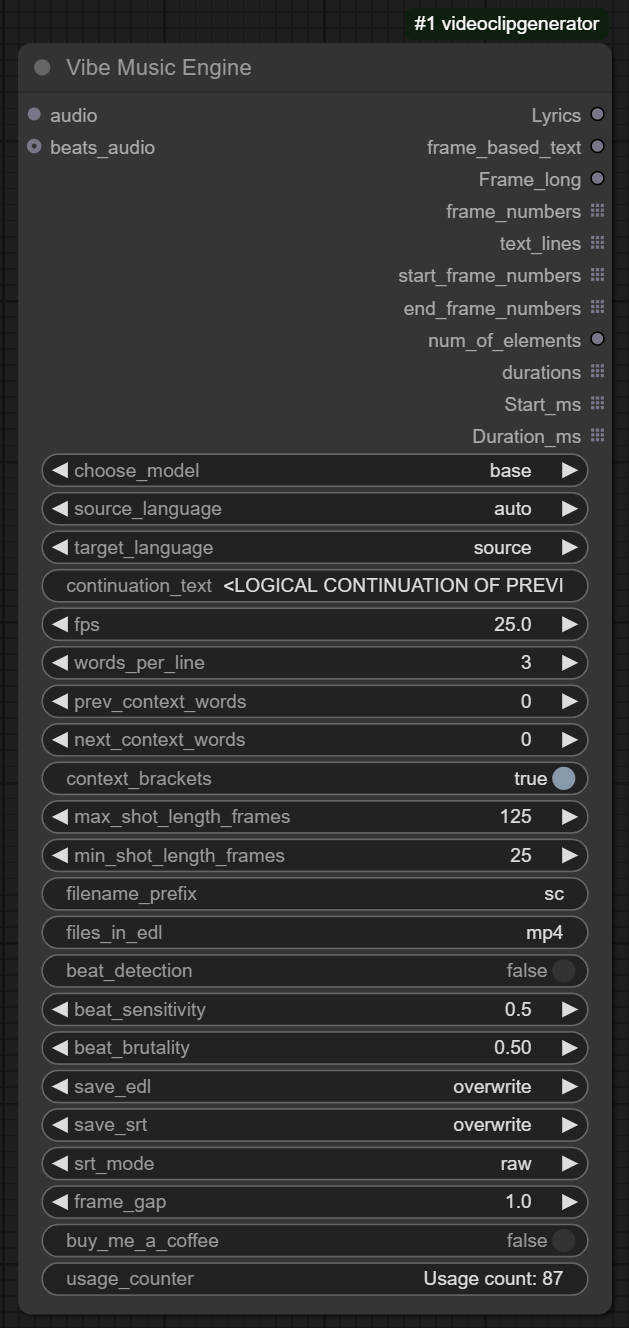 #1 videoclipgenerator
Vibe Music Engine
audio Lyrics
beats_audio frame_based_text
Frame_long
frame_numbers
text_lines
start_frame_numbers
end_frame_numbers
num_of_elements
durations
Start_ms
Duration_ms
choose_model base
source_language auto
target_language source
continuation_text <LOGICAL CONTINUATION OF PREVI
fps 25.0
words_per_line 3
prev_context_words 0
next_context_words 0
context_brackets true
max_shot_length_frames 125
min_shot_length_frames 25
filename_prefix sc
files_in_edl mp4
beat_detection false
beat_sensitivity 0.5
beat_brutality 0.50
save_edl overwrite
save_srt overwrite
srt_mode raw
frame_gap 1.0
buy_me_a_coffee false
usage_counter Usage count: 87